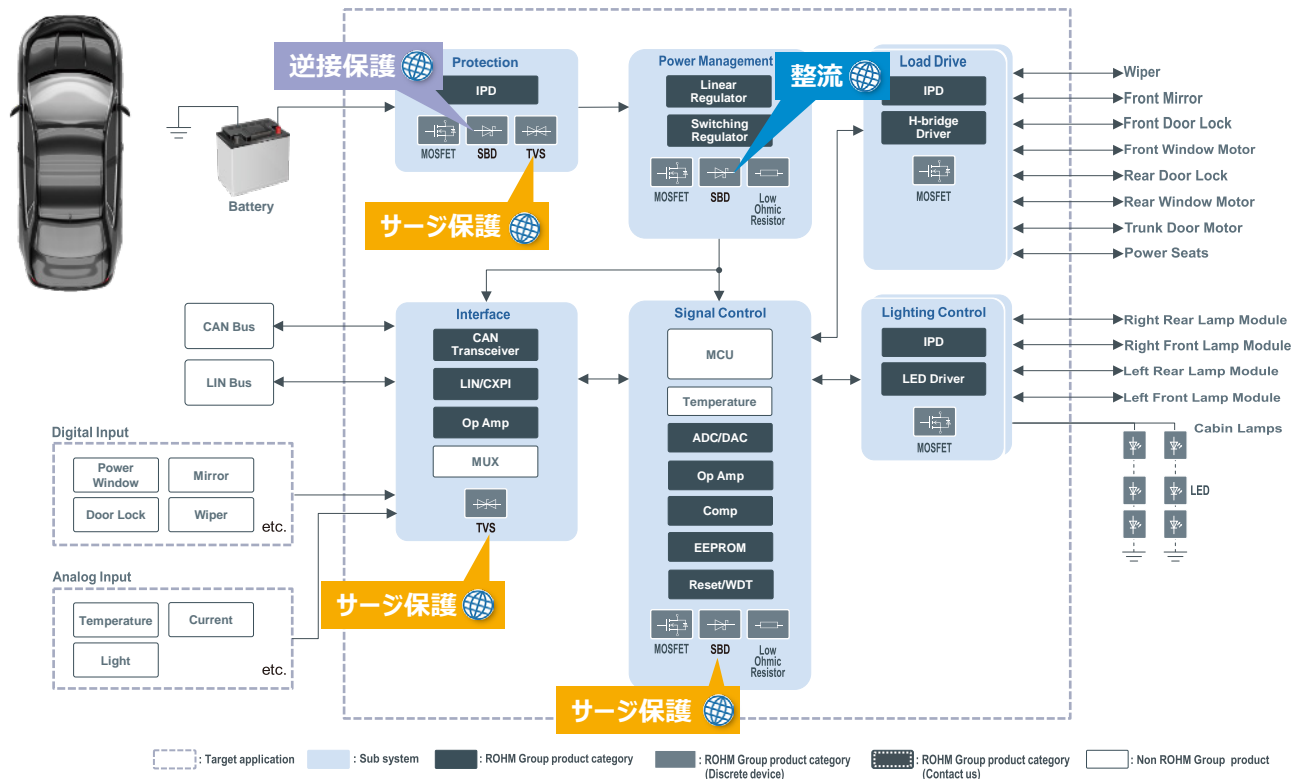 逆接保護
Protection
IPD
MOSFET
SBD
TVS
サージ保護
Battery
Power Management
整流
Linear
Regulator
Switching
Regulator
MOSFET
SBD
Low
Ohmic
Resistor
Load Drive
IPD
H-bridge
Driver
MOSFET
Wiper
Front Mirror
Front Door Lock
Front Window Motor
Rear Door Lock
Rear Window Motor
Trunk Door Motor
Power Seats
CAN Bus
LIN Bus
Interface
CAN
Transceiver
LIN/CXPI
Op Amp
MUX
TVS
サージ保護
Signal Control
MCU
Temperature
ADC/DAC
Op Amp
Comp
EEPROM
Reset/WDT
MOSFET
SBD
Low
Ohmic
Resistor
サージ保護
Lighting Control
IPD
LED Driver
MOSFET
Right Rear Lamp Module
Right Front Lamp Module
Left Rear Lamp Module
Left Front Lamp Module
Cabin Lamps
LED
Digital Input
Power
Window
Mirror
Door Lock
Wiper
etc.
Analog Input
Temperature
Current
Light
etc.
: Target application
: Sub system
: ROHM Group product category
: ROHM Group product category
(Discrete device)
: ROHM Group product category
(Contact us)
: Non ROHM Group product